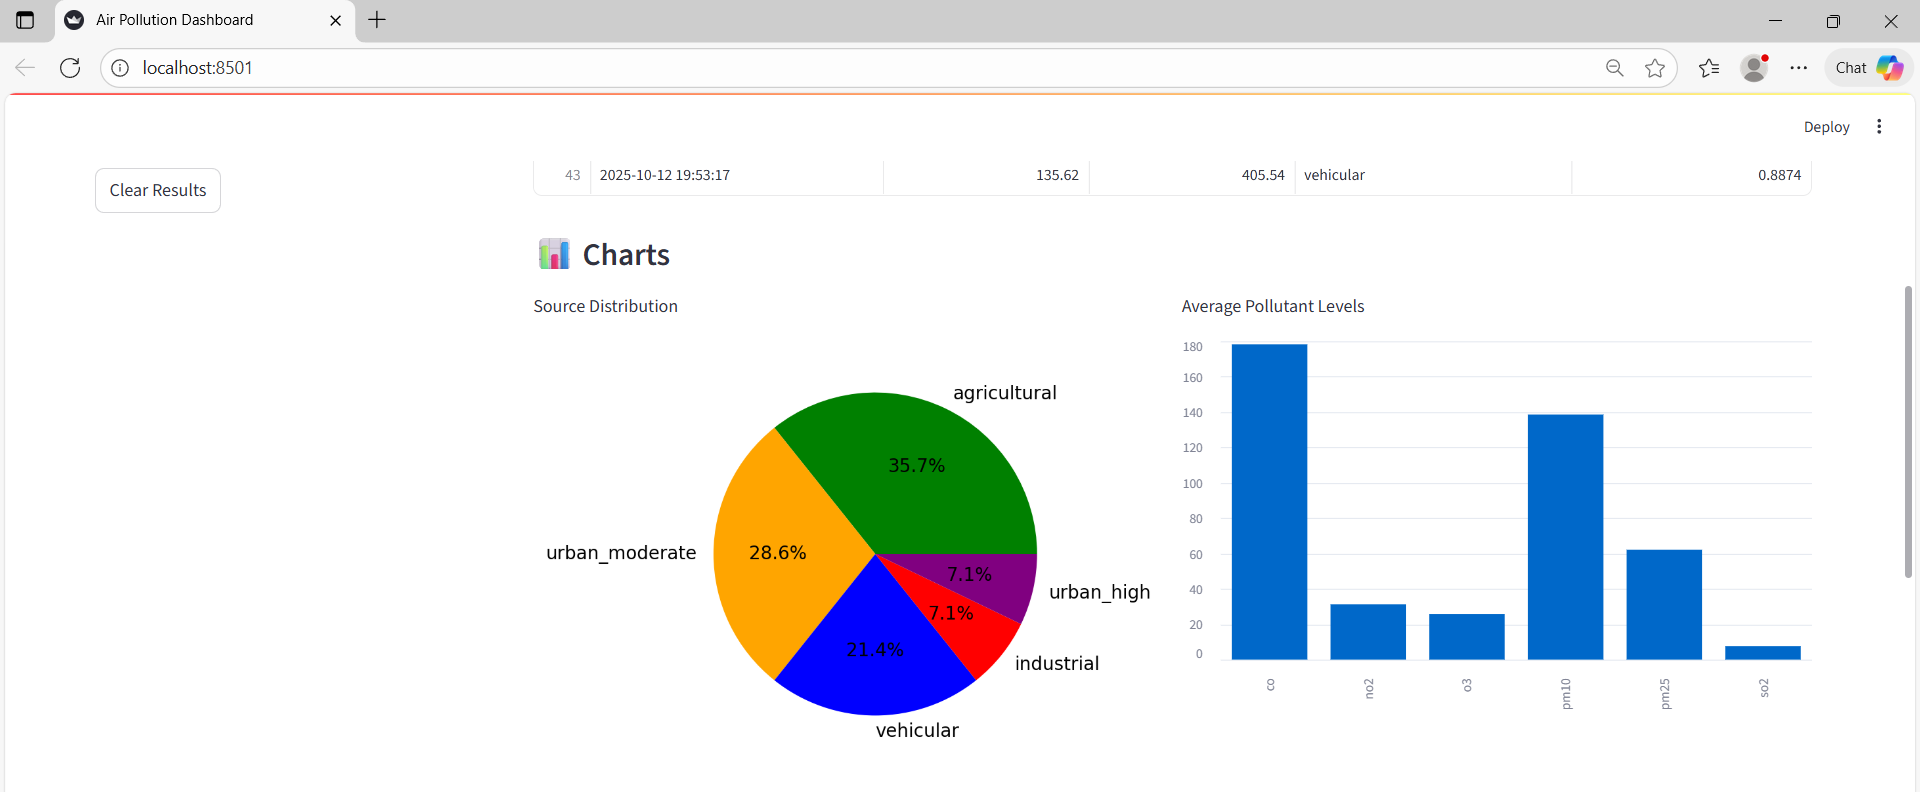 Air Pollution Dashboard
localhost:8501
Chat
Deploy
Clear Results
43 2025-10-12 19:53:17 135.62 405.54 vehicular 0.8874
Charts
Source Distribution
agricultural
35.7%
urban_moderate
28.6%
7.1%
urban_high
7.1%
industrial
21.4%
vehicular
Average Pollutant Levels
180
160
140
120
100
80
60
40
20
0
co
no2
o3
pm10
pm25
so2